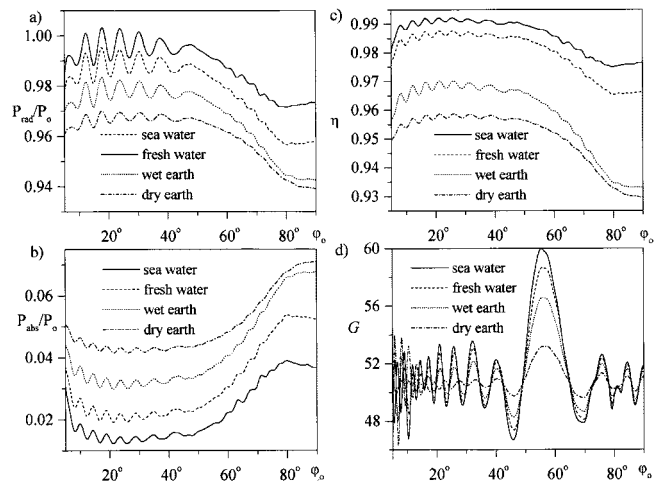 a)
1.00
0.98
P_rad/P_o
0.96
0.94
sea water
fresh water
wet earth
dry earth
20° 40° 60° 80° φ_o
c)
0.99
0.98
0.97
η
0.96
0.95
0.94
0.93
sea water
fresh water
wet earth
dry earth
20° 40° 60° 80° φ_o
b)
0.06
P_abs/P_o
0.04
0.02
sea water
fresh water
wet earth
dry earth
20° 40° 60° 80° φ_o
d)
60
56
G
52
48
sea water
fresh water
wet earth
dry earth
20° 40° 60° 80° φ_o